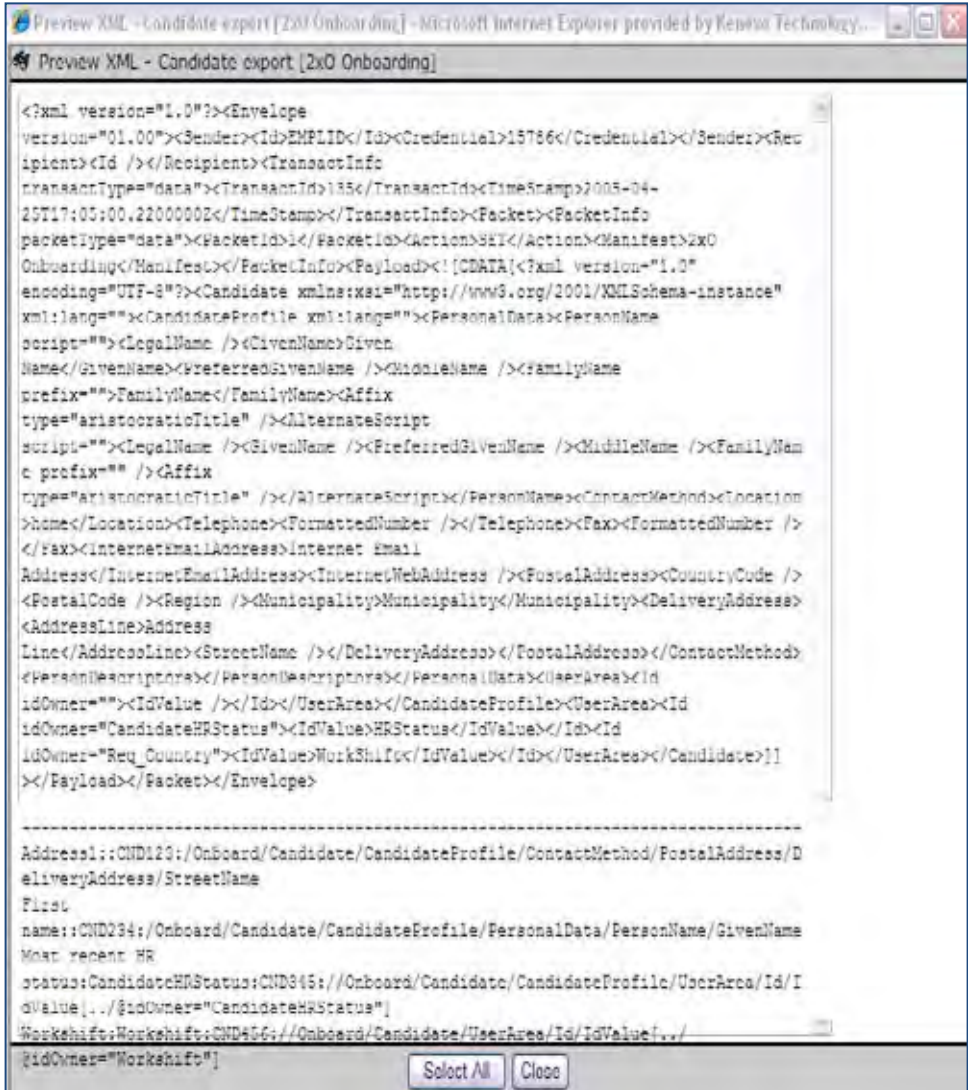 Preview XML - Candidate export [2x0 Onboarding] - Microsoft Internet Explorer provided by Kenexa Technology....
Preview XML - Candidate export [2xO Onboarding]
<?xml version="1.0"?><Envelope
version="01.00"><Sender><Id>EMPLID</Id><Credential>15766</Credential></Sender><Rec
ipient><Id /></Recipient><TransactInfo
transactType="data"><TransactId>135</TransactId><TimeStamp>2005-04-
25T17:05:00.2200000Z</TimeStamp></TransactInfo><Packet><PacketInfo
packetType="data"><PacketId>1</PacketId><Action>SET</Action><Manifest>2xO
Onboarding</Manifest></PacketInfo><Payload><![CDATA[<?xml version="1.0"
encoding="UTF-8"?><Candidate xmlns:xsi="http://www3.org/2001/XMLSchema-instance"
xml:lang=""><CandidateProfile xml:lang=""><PersonalData><PersonName
script=""><LegalName /><GivenName>Given
Name</GivenName><PreferredGivenName /><MiddleName /><FamilyName
prefix="">FamilyName</FamilyName><Affix
type="aristocraticTitle" /><AlternateScript
script=""><LegalName /><GivenName /><PreferredGivenName /><MiddleName /><FamilyNam
e prefix="" /><Affix
type="aristocraticTitle" /></AlternateScript></PersonName><ContactMethod><Location
>home</Location><Telephone><FormattedNumber /></Telephone><Fax><FormattedNumber />
</Fax><InternetEmailAddress>Internet Email
Address</InternetEmailAddress><InternetWebAddress /><PostalAddress><CountryCode />
<PostalCode /><Region /><Municipality>Municipality</Municipality><DeliveryAddress>
<AddressLine>Address
Line</AddressLine><StreetName /></DeliveryAddress></PostalAddress></ContactMethod>
<PersonDescriptors></PersonDescriptors></PersonalData><UserArea><Id
idOwner=""><IdValue /></Id></UserArea></CandidateProfile><UserArea><Id
idOwner="CandidateHRStatus"><IdValue>HRStatus</IdValue></Id><Id
idOwner="Req_Country"><IdValue>WorkShift</IdValue></Id></UserArea></Candidate>]]
></Payload></Packet></Envelope>
--------------------------------------------------------------------------------
Address1::CND123:/Onboard/Candidate/CandidateProfile/ContactMethod/PostalAddress/D
eliveryAddress/StreetName
First
name::CND234:/Onboard/Candidate/CandidateProfile/PersonalData/PersonName/GivenName
Most recent HR
status:CandidateHRStatus:CND345://Onboard/Candidate/CandidateProfile/UserArea/Id/I
dValue[../@idOwner="CandidateHRStatus"]
Workshift:Workshift:CND456://Onboard/Candidate/UserArea/Id/IdValue[../
@idOwner="Workshift"]
Select All Close